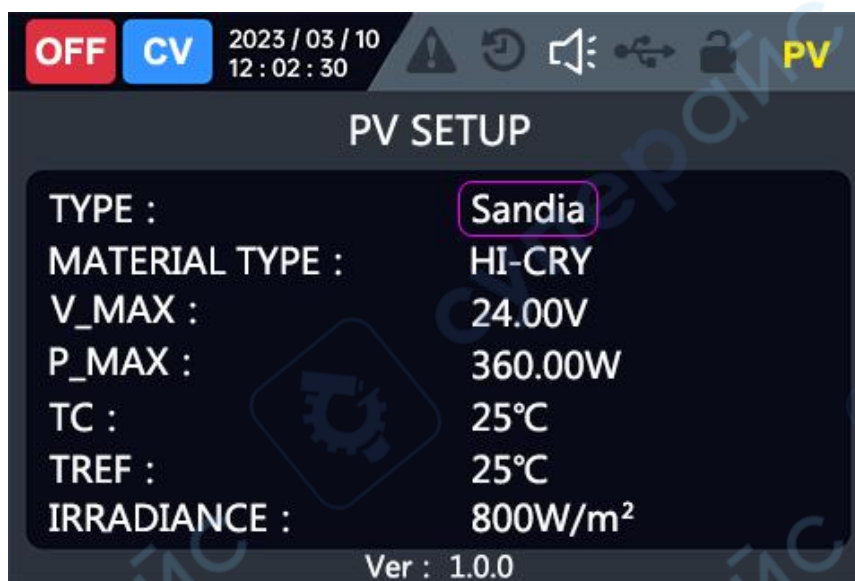 OFF CV 2023 / 03 / 10 PV
12 : 02 : 30
PV SETUP
TYPE : Sandia
MATERIAL TYPE : HI-CRY
V_MAX : 24.00V
P_MAX : 360.00W
TC : 25℃
TREF : 25℃
IRRADIANCE : 800W/m²
Ver : 1.0.0
суперайс